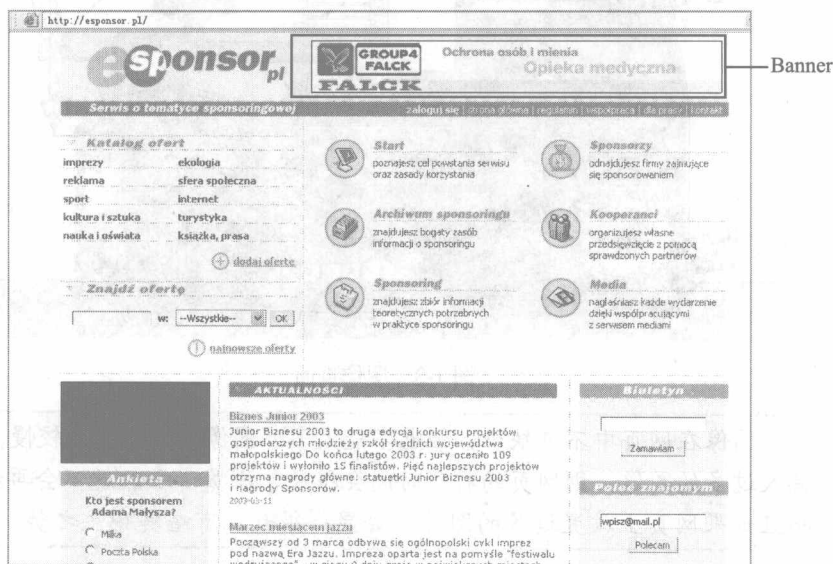 http://esponsor.pl/
esponsor.pl
GROUP4
FALCK
FALCK
Ochrona osób i mienia
Opieka medyczna
Banner
Serwis o tematyce sponsoringowej
zaloguj się | strona główna | regulamin | współpraca | dla prasy | kontakt
Katalog ofert
imprezy ekologia
reklama sfera społeczna
sport internet
kultura i sztuka turystyka
nauka i oświata książka, prasa
dodaj ofertę
Znajdź ofertę
w: --Wszystkie-- OK
najnowsze oferty
Start
poznajesz cel powstania serwisu
oraz zasady korzystania
Sponsorzy
odnajdujesz firmy zajmujące
się sponsorowaniem
Archiwum sponsoringu
znajdujesz bogaty zasób
informacji o sponsoringu
Kooperanci
organizujesz własne
przedsięwzięcie z pomocą
sprawdzonych partnerów
Sponsoring
znajdujesz zbiór informacji
teoretycznych potrzebnych
w praktyce sponsoringu
Media
nagłaśniasz każde wydarzenie
dzięki współpracującymi
z serwisem mediami
Ankieta
Kto jest sponsorem
Adama Małysza?
Milka
Poczta Polska
AKTUALNOŚCI
Biznes Junior 2003
Junior Biznesu 2003 to druga edycja konkursu projektów
gospodarczych młodzieży szkół średnich województwa
małopolskiego Do końca lutego 2003 r. jury oceniło 109
projektów i wyłoniło 15 finalistów. Pięć najlepszych projektów
otrzyma nagrody główne: statuetki Junior Biznesu 2003
i nagrody Sponsorów.
2003-03-11
Marzec miesiącem jazzu
Począwszy od 3 marca odbywa się ogólnopolski cykl imprez
pod nazwą Era Jazzu. Impreza oparta jest na pomyśle "festiwalu
Biuletyn
Zamawiam
Poleć znajomym
wpisz@mail.pl
Polecam